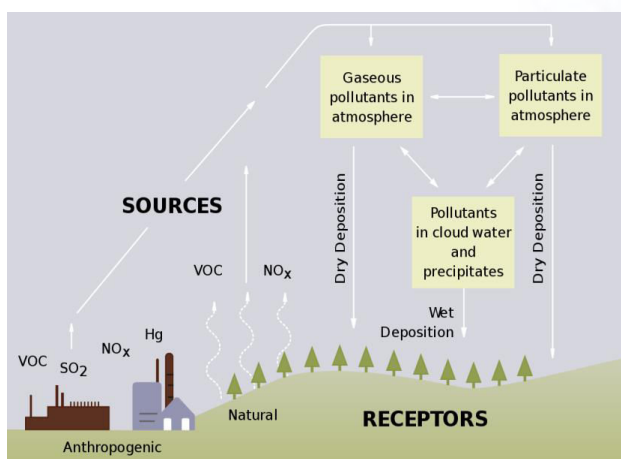 Gaseous
pollutants in
atmosphere
Particulate
pollutants in
atmosphere
Dry Deposition
Dry Deposition
SOURCES
Pollutants
in cloud water
and
precipitates
VOC
NOx
Wet
Deposition
VOC
SO2
NOx
Hg
Natural
RECEPTORS
Anthropogenic